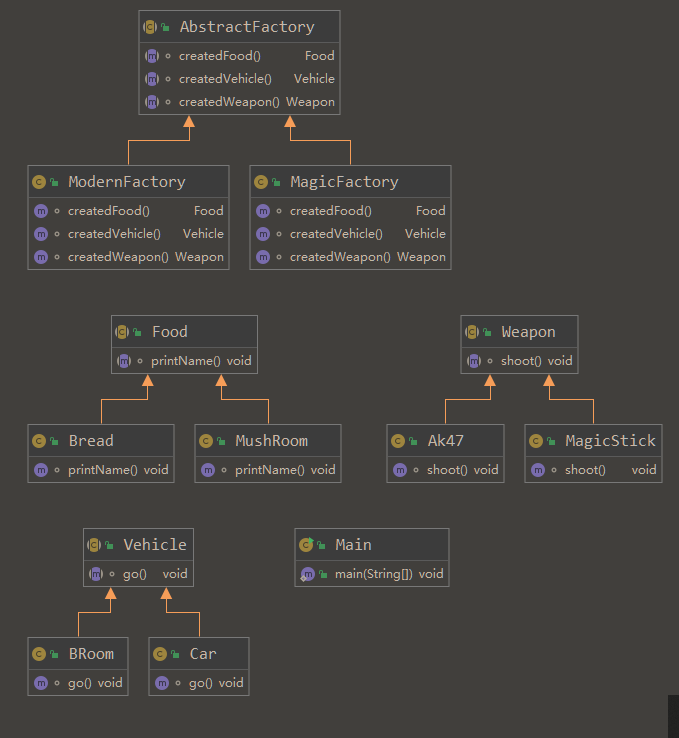 AbstractFactory
createdFood() Food
createdVehicle() Vehicle
createdWeapon() Weapon
ModernFactory
createdFood() Food
createdVehicle() Vehicle
createdWeapon() Weapon
MagicFactory
createdFood() Food
createdVehicle() Vehicle
createdWeapon() Weapon
Food
printName() void
Weapon
shoot() void
Bread
printName() void
MushRoom
printName() void
Ak47
shoot() void
MagicStick
shoot() void
Vehicle
go() void
Main
main(String[]) void
BRoom
go() void
Car
go() void